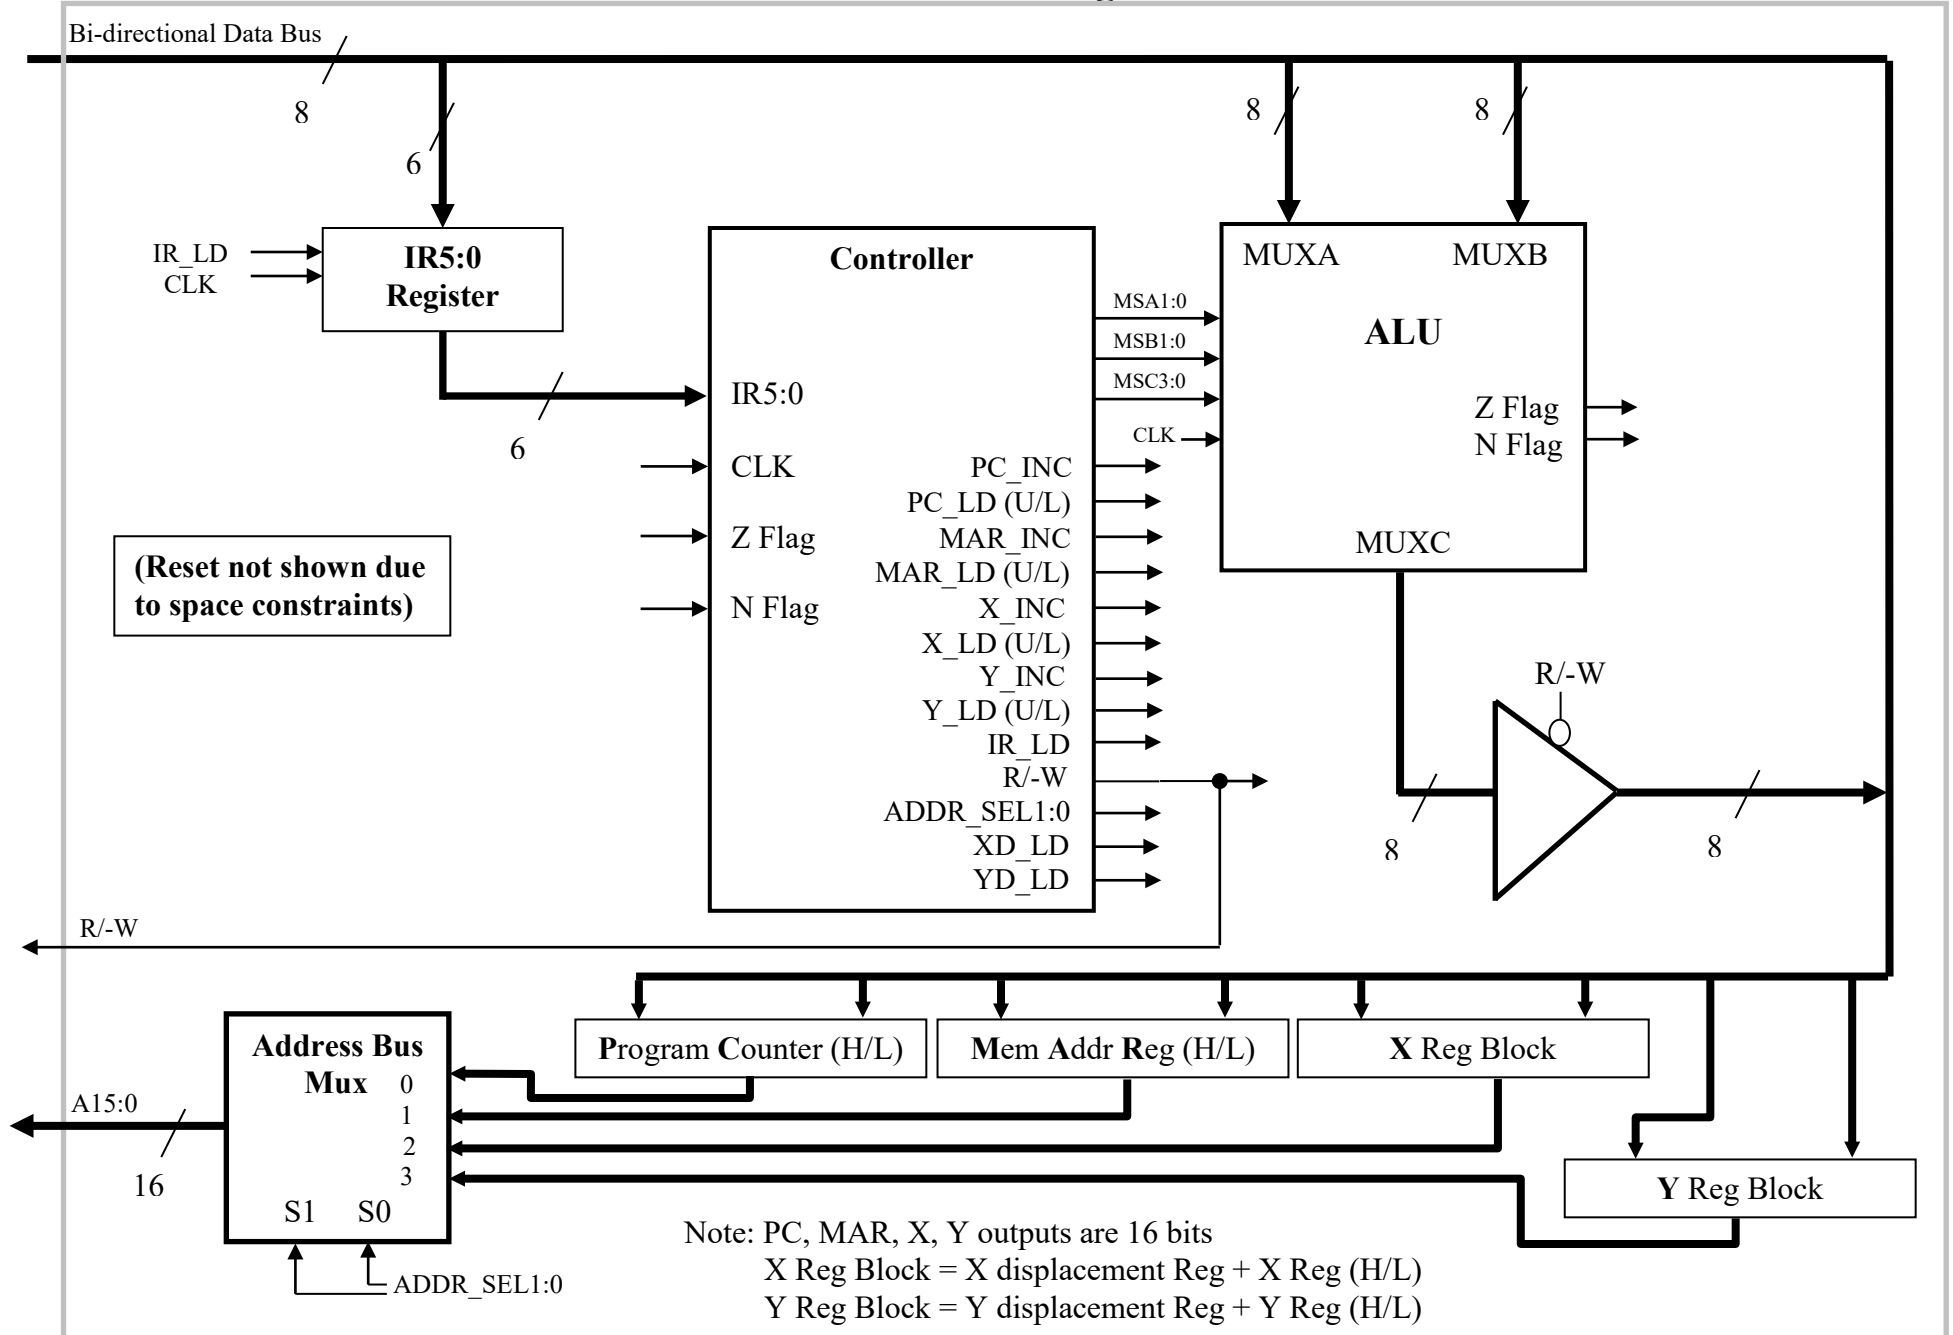 Bi-directional Data Bus
8
6
8
8
IR_LD
CLK
IR5:0
Register
6
(Reset not shown due
to space constraints)
Controller
IR5:0
CLK
Z Flag
N Flag
PC_INC
PC_LD (U/L)
MAR_INC
MAR_LD (U/L)
X_INC
X_LD (U/L)
Y_INC
Y_LD (U/L)
IR_LD
R/-W
ADDR_SEL1:0
XD_LD
YD_LD
MSA1:0
MSB1:0
MSC3:0
CLK
MUXA MUXB
ALU
Z Flag
N Flag
MUXC
R/-W
8
8
R/-W
Address Bus
Mux
0
1
2
3
S1 S0
A15:0
16
ADDR_SEL1:0
Program Counter (H/L)
Mem Addr Reg (H/L)
X Reg Block
Y Reg Block
Note: PC, MAR, X, Y outputs are 16 bits
X Reg Block = X displacement Reg + X Reg (H/L)
Y Reg Block = Y displacement Reg + Y Reg (H/L)